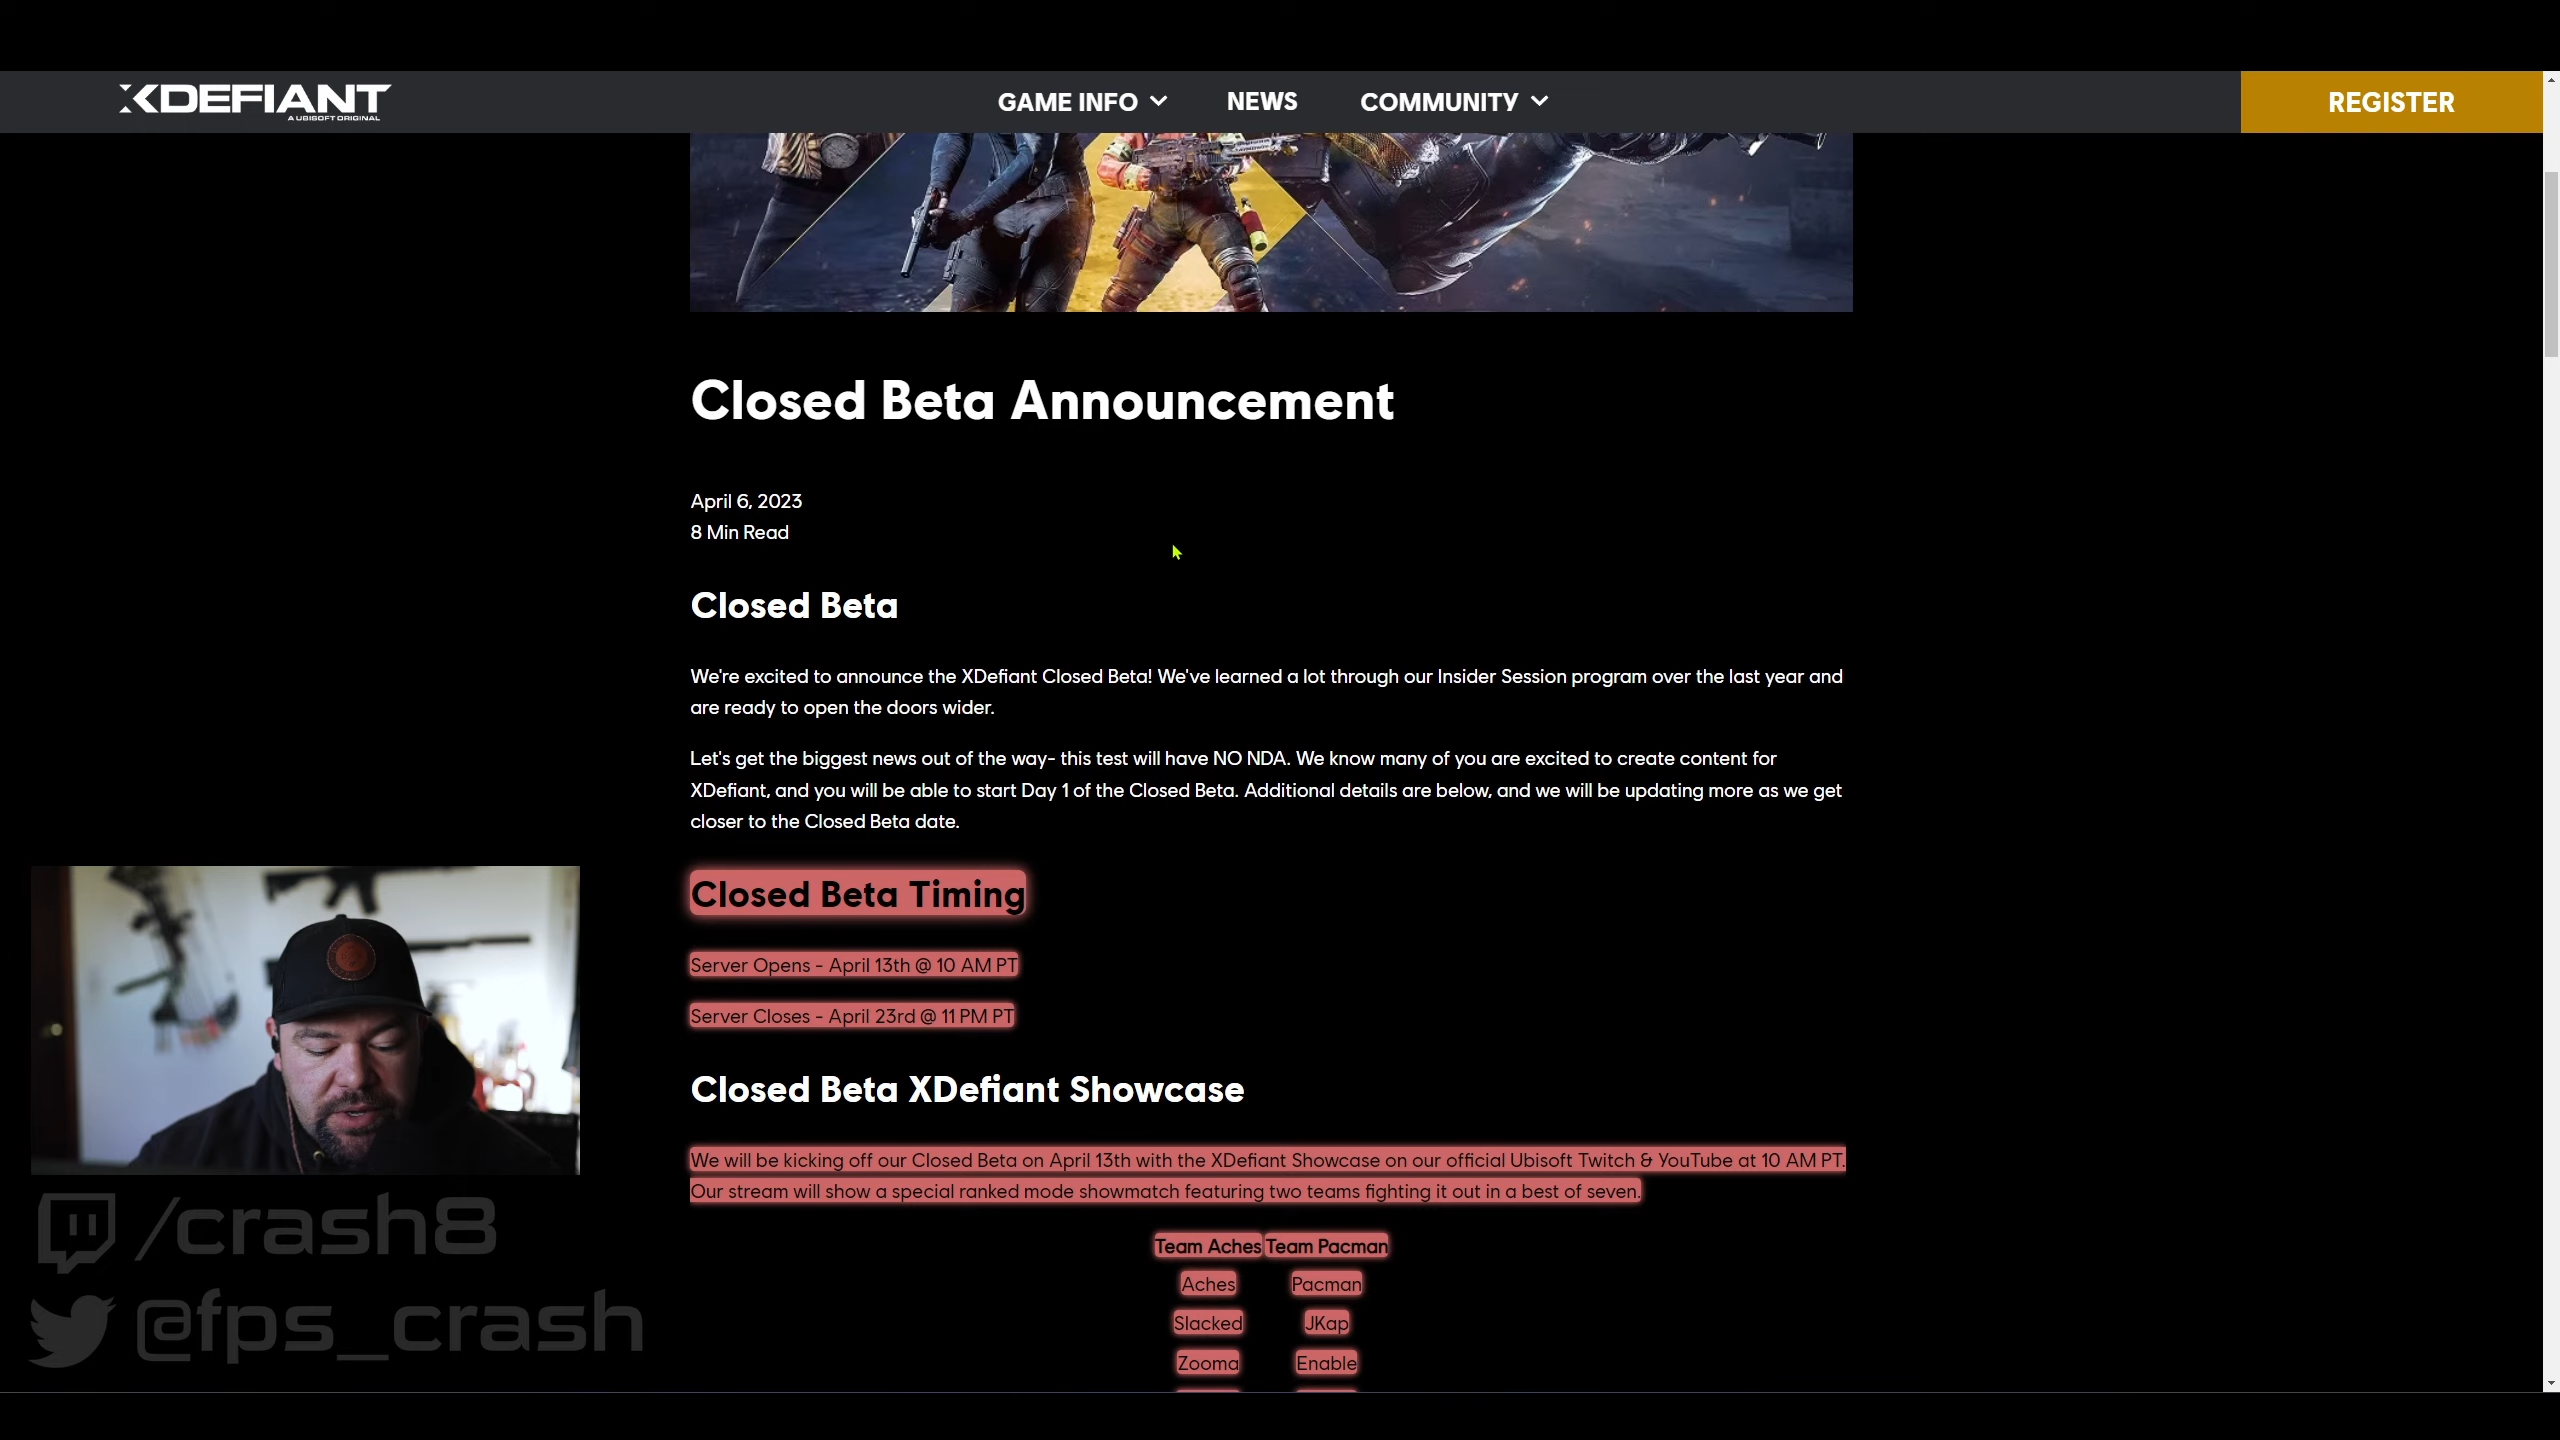 XDEFIANT
A UBISOFT ORIGINAL
GAME INFO
NEWS
COMMUNITY
REGISTER
Closed Beta Announcement
April 6, 2023
8 Min Read
Closed Beta
We're excited to announce the XDefiant Closed Beta! We've learned a lot through our Insider Session program over the last year and
are ready to open the doors wider.
Let's get the biggest news out of the way- this test will have NO NDA. We know many of you are excited to create content for
XDefiant, and you will be able to start Day 1 of the Closed Beta. Additional details are below, and we will be updating more as we get
closer to the Closed Beta date.
Closed Beta Timing
Server Opens - April 13th @ 10 AM PT
Server Closes - April 23rd @ 11 PM PT
Closed Beta XDefiant Showcase
We will be kicking off our Closed Beta on April 13th with the XDefiant Showcase on our official Ubisoft Twitch & YouTube at 10 AM PT.
Our stream will show a special ranked mode showmatch featuring two teams fighting it out in a best of seven.
Team Aches Team Pacman
Aches Pacman
Slacked JKap
Zooma Enable
/crash8
@fps_crash